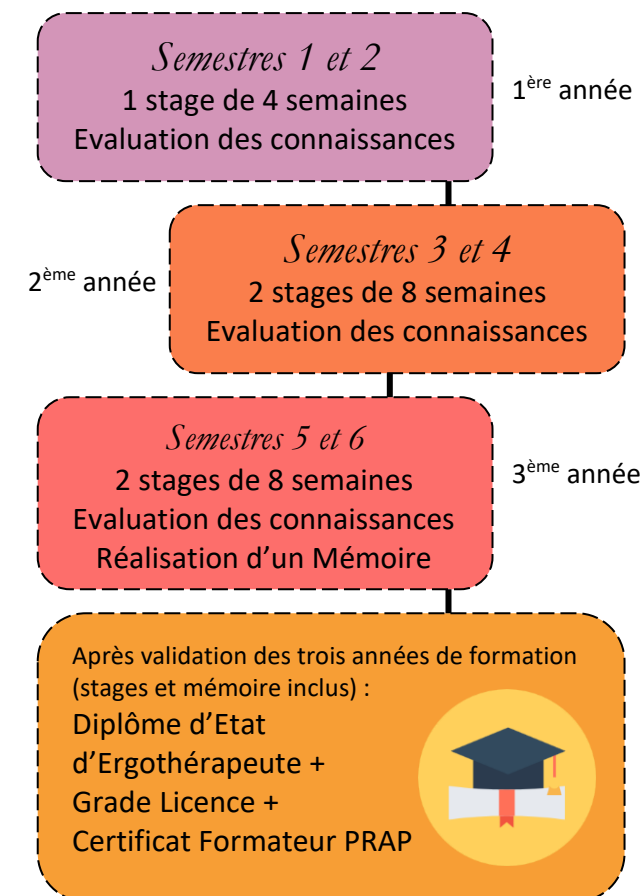 Semestres 1 et 2
1 stage de 4 semaines
Evaluation des connaissances
1ère année
Semestres 3 et 4
2 stages de 8 semaines
Evaluation des connaissances
2ème année
Semestres 5 et 6
2 stages de 8 semaines
Evaluation des connaissances
Réalisation d’un Mémoire
3ème année
Après validation des trois années de formation
(stages et mémoire inclus) :
Diplôme d’Etat
d’Ergothérapeute +
Grade Licence +
Certificat Formateur PRAP